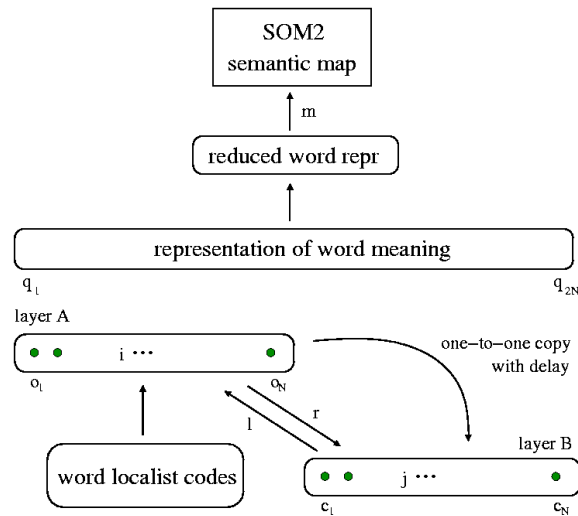 SOM2
semantic map
m
reduced word repr
representation of word meaning
q1 q2N
layer A
i ...
o1 oN
one-to-one copy
with delay
l r
layer B
word localist codes
j ...
c1 cN